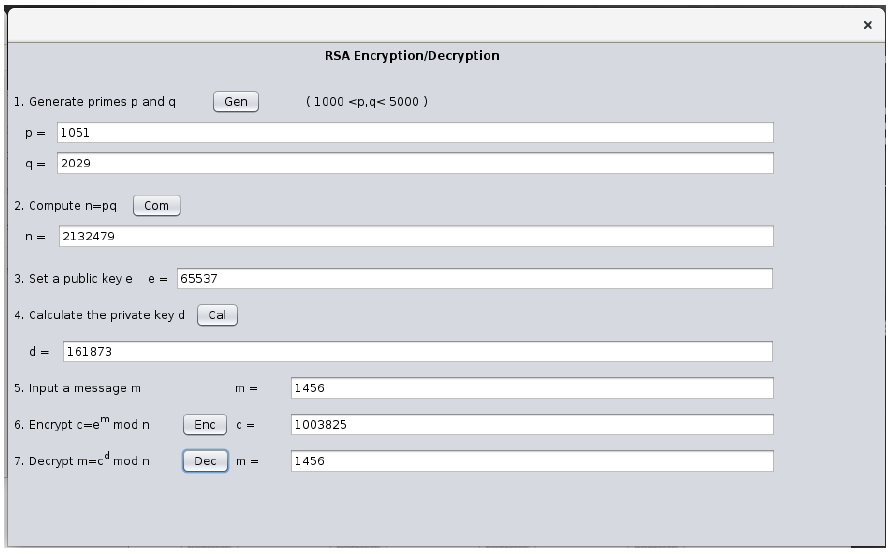 ×
RSA Encryption/Decryption
1. Generate primes p and q Gen ( 1000 <p,q< 5000 )
p = 1051
q = 2029
2. Compute n=pq Com
n = 2132479
3. Set a public key e e = 65537
4. Calculate the private key d Cal
d = 161873
5. Input a message m m = 1456
6. Encrypt c=e^m mod n Enc c = 1003825
7. Decrypt m=c^d mod n Dec m = 1456